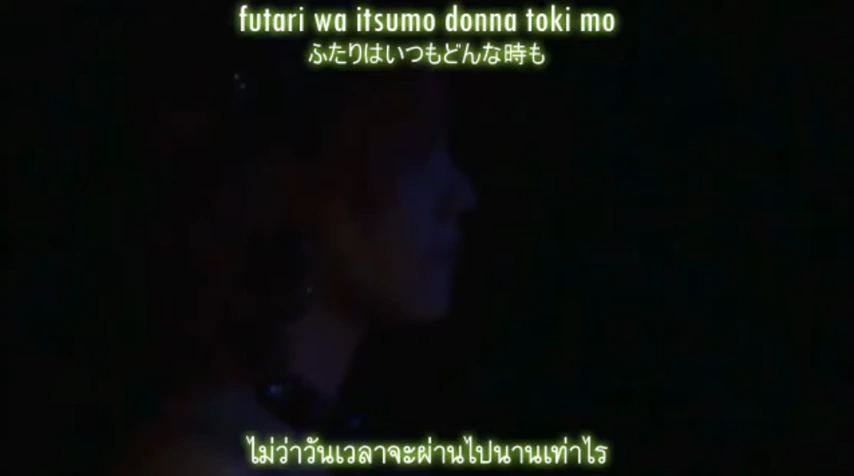 futari wa itsumo donna toki mo
ふたりはいつもどんな時も
ไม่ว่าวันเวลาจะผ่านไปนานเท่าไร